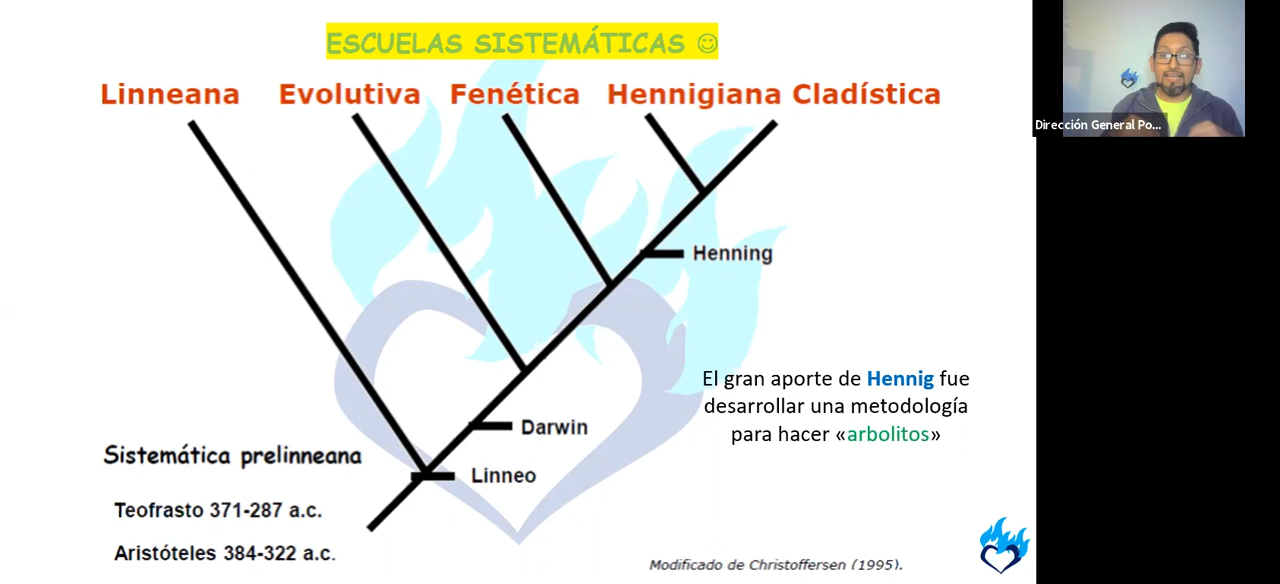 ESCUELAS SISTEMÁTICAS ☺
Linneana Evolutiva Fenética Hennigiana Cladística
Dirección General Po...
Henning
El gran aporte de Hennig fue
desarrollar una metodología
para hacer «arbolitos»
Darwin
Sistemática prelinneana
Linneo
Teofrasto 371-287 a.c.
Aristóteles 384-322 a.c.
Modificado de Christoffersen (1995).